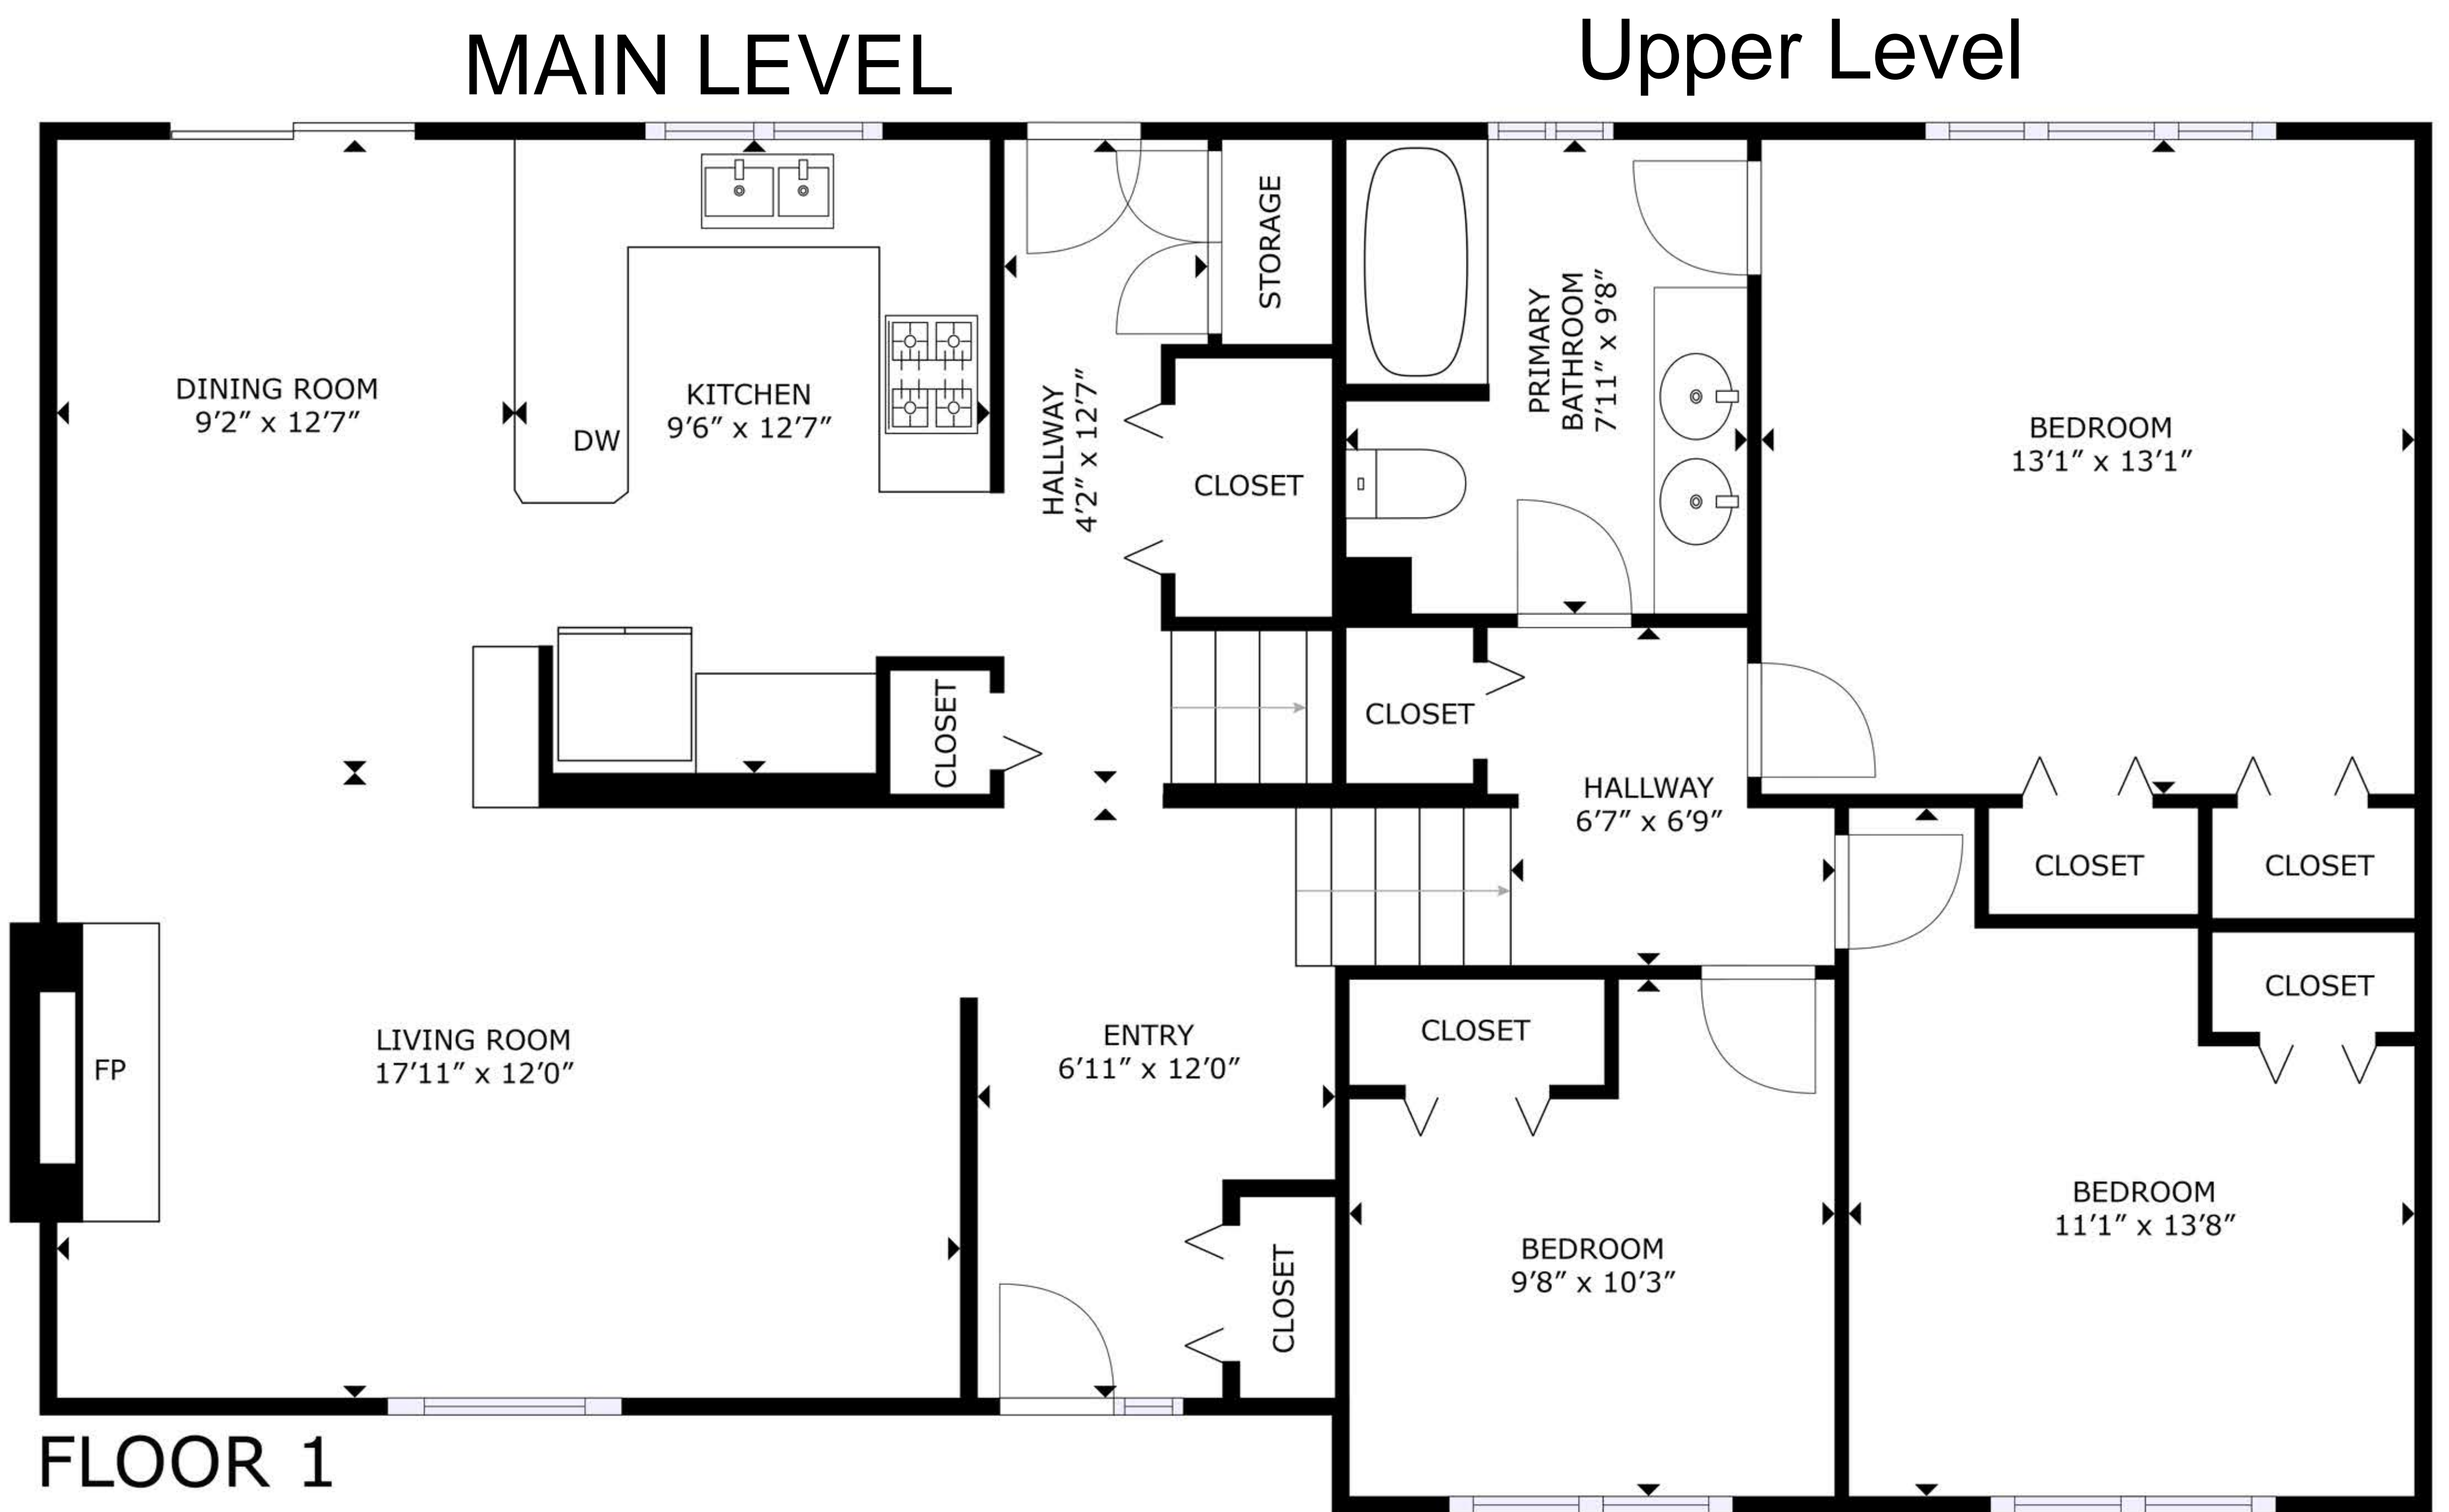 MAIN LEVEL
Upper Level
DINING ROOM
9'2" x 12'7"
KITCHEN
9'6" x 12'7"
DW
HALLWAY
4'2" x 12'7"
STORAGE
CLOSET
CLOSET
PRIMARY
BATHROOM
7'11" x 9'8"
BEDROOM
13'1" x 13'1"
CLOSET
HALLWAY
6'7" x 6'9"
CLOSET
CLOSET
CLOSET
LIVING ROOM
17'11" x 12'0"
FP
ENTRY
6'11" x 12'0"
CLOSET
CLOSET
BEDROOM
9'8" x 10'3"
BEDROOM
11'1" x 13'8"
FLOOR 1